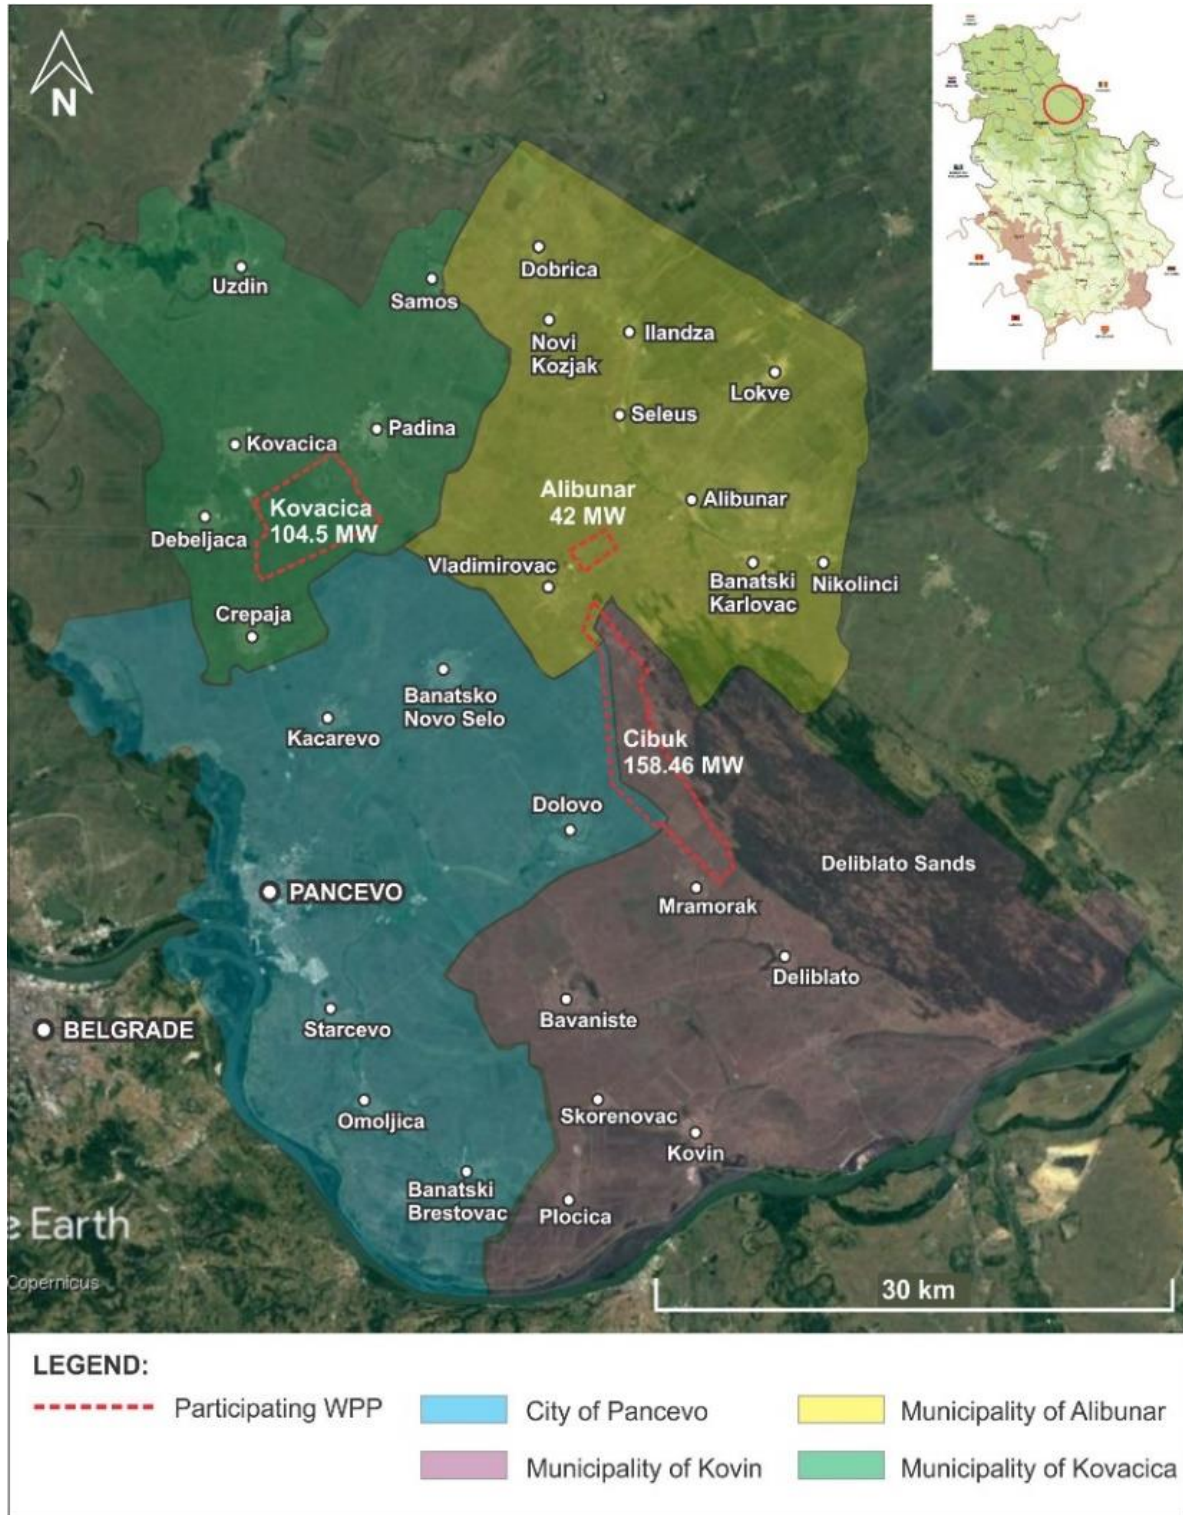 N
Dobrica
Uzdin
Samos
Novi
Kozjak
Ilandza
Lokve
Seleus
Padina
Kovacica
Alibunar
42 MW
Alibunar
Kovacica
104.5 MW
Debeljaca
Vladimirovac
Banatski
Karlovac
Nikolinci
Crepaja
Banatsko
Novo Selo
Kacarevo
Cibuk
158.46 MW
Dolovo
Deliblato Sands
PANCEVO
Mramorak
Deliblato
Bavaniste
Starcevo
BELGRADE
Skorenovac
Omoljica
Kovin
Banatski
Brestovac
Plocica
Earth
Copernicus
30 km
LEGEND:
Participating WPP
City of Pancevo
Municipality of Alibunar
Municipality of Kovin
Municipality of Kovacica